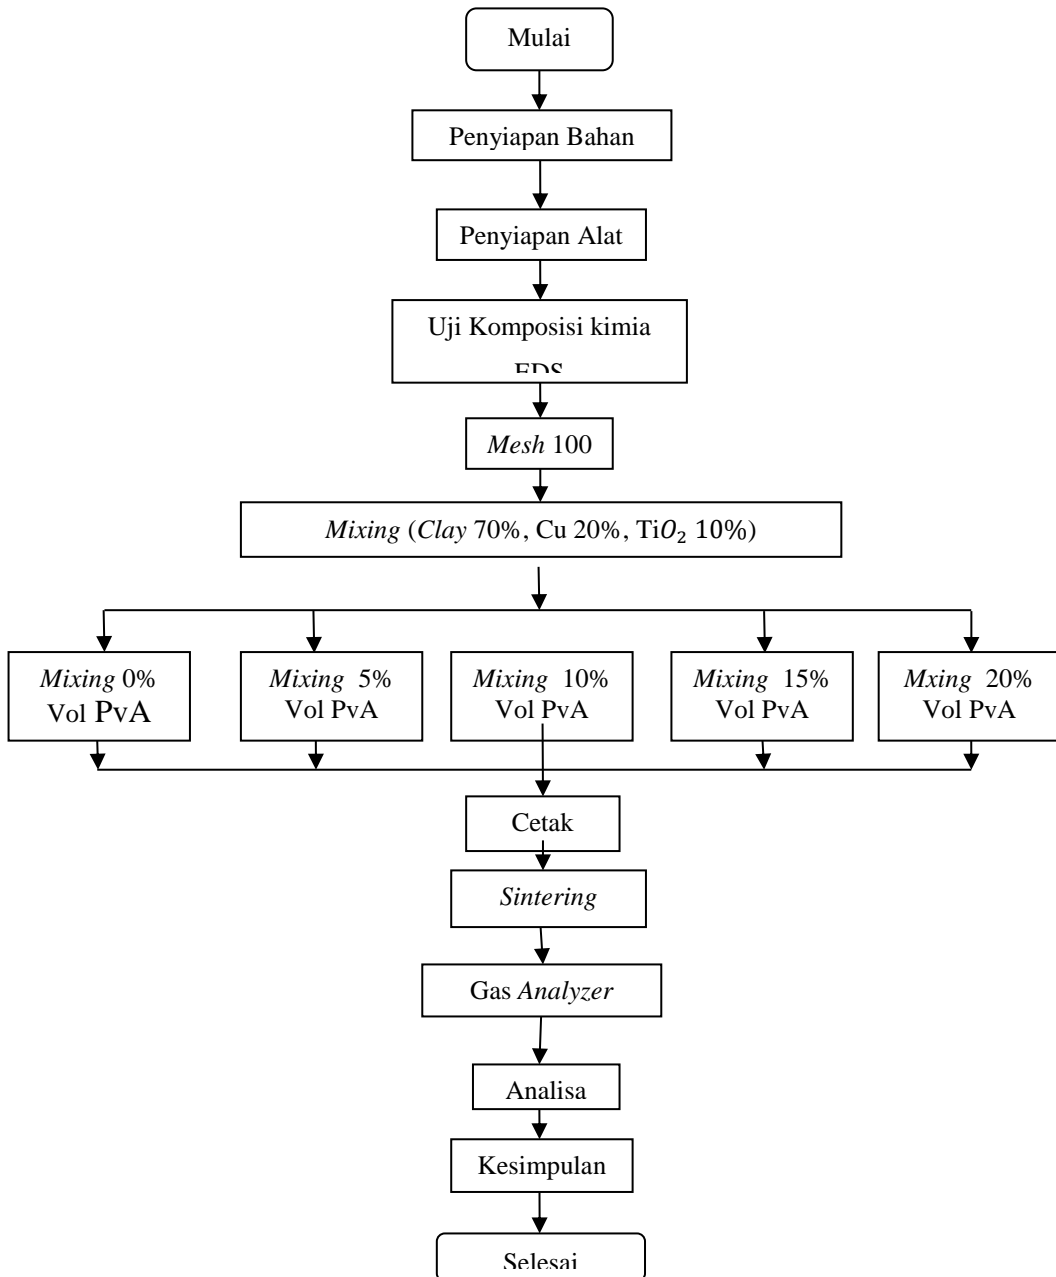 Mulai
Penyiapan Bahan
Penyiapan Alat
Uji Komposisi kimia
EDS
Mesh 100
Mixing (Clay 70%, Cu 20%, TiO₂ 10%)
Mixing 0%
Vol PvA
Mixing 5%
Vol PvA
Mixing 10%
Vol PvA
Mixing 15%
Vol PvA
Mxing 20%
Vol PvA
Cetak
Sintering
Gas Analyzer
Analisa
Kesimpulan
Selesai